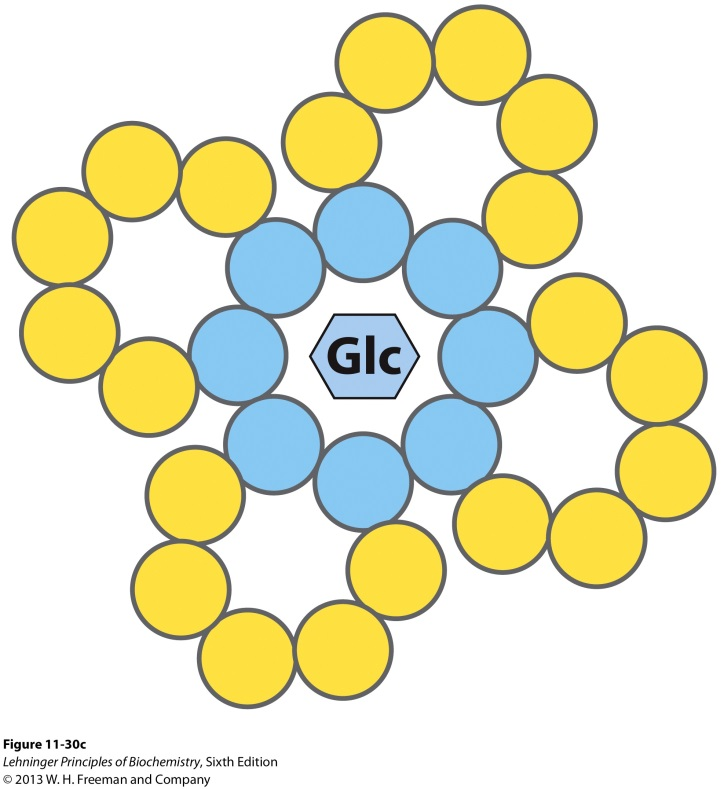 Glc
Figure 11-30c
Lehninger Principles of Biochemistry, Sixth Edition
© 2013 W. H. Freeman and Company